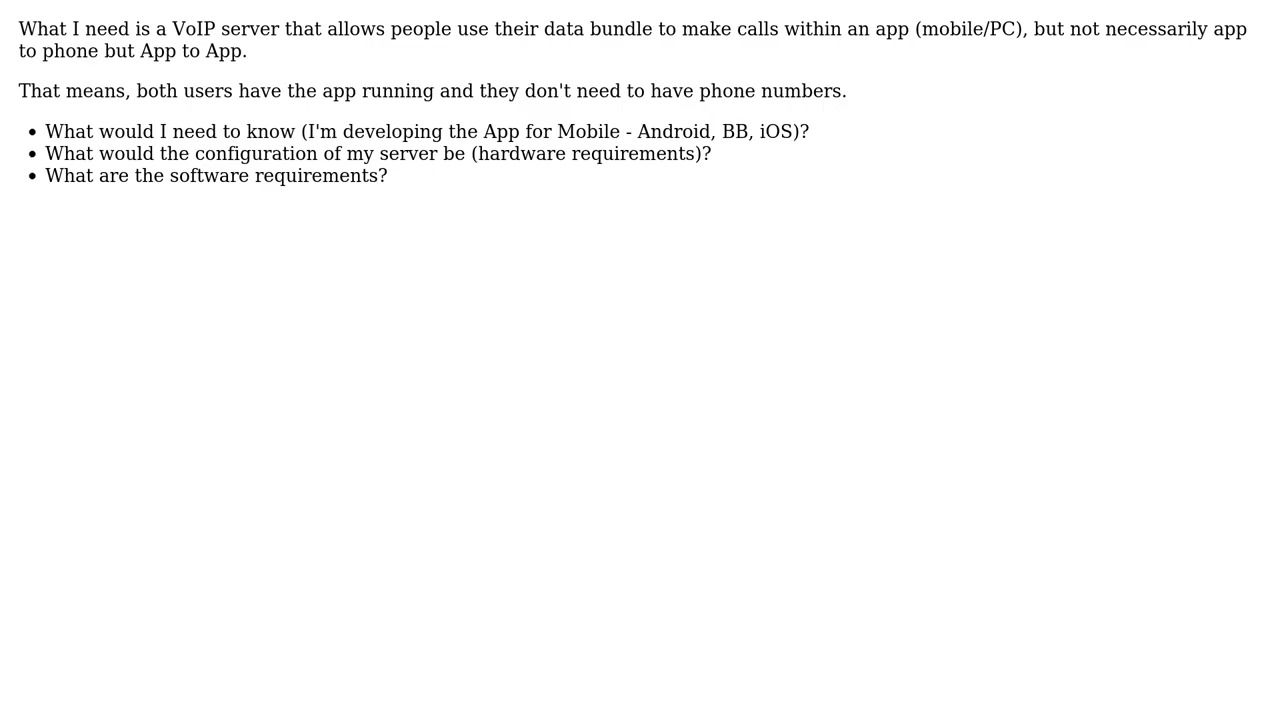 What I need is a VoIP server that allows people use their data bundle to make calls within an app (mobile/PC), but not necessarily app
to phone but App to App.
That means, both users have the app running and they don't need to have phone numbers.
• What would I need to know (I'm developing the App for Mobile - Android, BB, iOS)?
• What would the configuration of my server be (hardware requirements)?
• What are the software requirements?